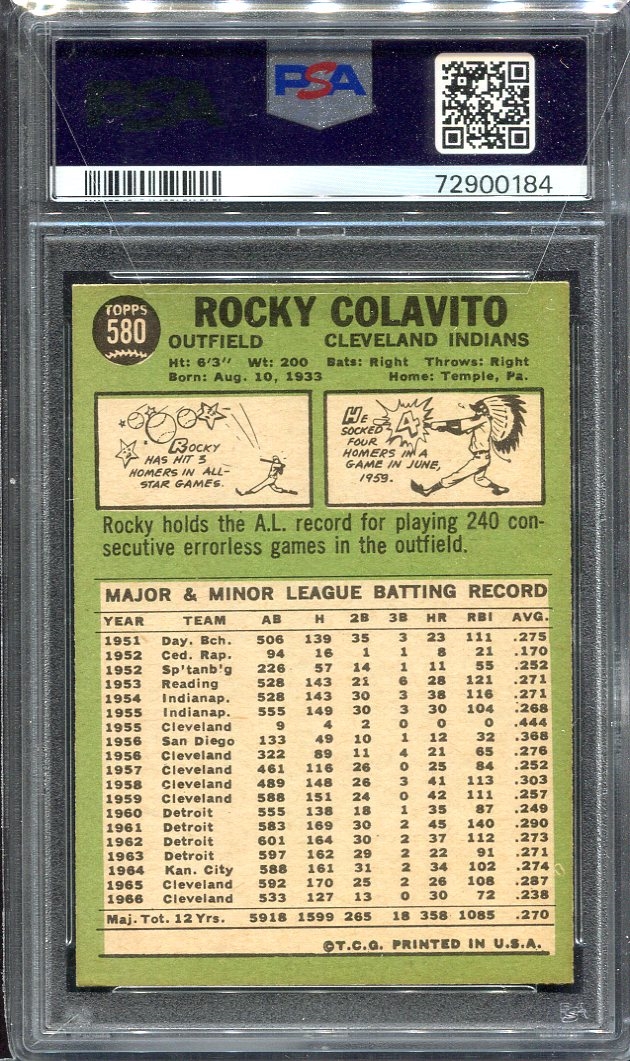 PSA
PSA
72900184
TOPPS
580
ROCKY COLAVITO
OUTFIELD CLEVELAND INDIANS
Ht: 6'3" Wt: 200 Bats: Right Throws: Right
Born: Aug. 10, 1933 Home: Temple, Pa.
ROCKY
HAS HIT 3
HOMERS IN ALL-
STAR GAMES.
HE
SOCKED 4
FOUR
HOMERS IN A
GAME IN JUNE,
1959.
Rocky holds the A.L. record for playing 240 con-
secutive errorless games in the outfield.
MAJOR & MINOR LEAGUE BATTING RECORD
YEAR TEAM AB H 2B 3B HR RBI AVG.
1951 Day. Bch. 506 139 35 3 23 111 .275
1952 Ced. Rap. 94 16 1 1 8 21 .170
1952 Sp'tanb'g 226 57 14 1 11 55 .252
1953 Reading 528 143 21 6 28 121 .271
1954 Indianap. 528 143 30 3 38 116 .271
1955 Indianap. 555 149 30 3 30 104 .268
1955 Cleveland 9 4 2 0 0 0 .444
1956 San Diego 133 49 10 1 12 32 .368
1956 Cleveland 322 89 11 4 21 65 .276
1957 Cleveland 461 116 26 0 25 84 .252
1958 Cleveland 489 148 26 3 41 113 .303
1959 Cleveland 588 151 24 0 42 111 .257
1960 Detroit 555 138 18 1 35 87 .249
1961 Detroit 583 169 30 2 45 140 .290
1962 Detroit 601 164 30 2 37 112 .273
1963 Detroit 597 162 29 2 22 91 .271
1964 Kan. City 588 161 31 2 34 102 .274
1965 Cleveland 592 170 25 2 26 108 .287
1966 Cleveland 533 127 13 0 30 72 .238
Maj. Tot. 12 Yrs. 5918 1599 265 18 358 1085 .270
©T.C.G. PRINTED IN U.S.A.
PSA